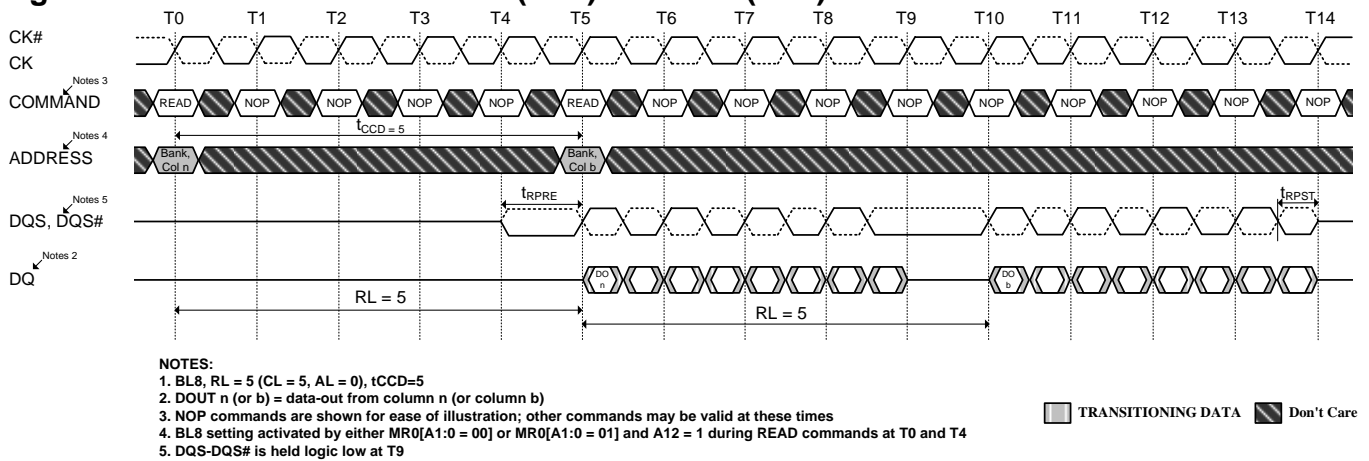 T0 T1 T2 T3 T4 T5 T6 T7 T8 T9 T10 T11 T12 T13 T14
CK#
CK
Notes 3
COMMAND READ NOP NOP NOP NOP READ NOP NOP NOP NOP NOP NOP NOP NOP NOP
tCCD = 5
Notes 4
ADDRESS Bank, Col n Bank, Col b
Notes 5
tRPRE tRPST
DQS, DQS#
Notes 2
DQ DO n DO b
RL = 5 RL = 5
NOTES:
1. BL8, RL = 5 (CL = 5, AL = 0), tCCD=5
2. DOUT n (or b) = data-out from column n (or column b)
3. NOP commands are shown for ease of illustration; other commands may be valid at these times
4. BL8 setting activated by either MR0[A1:0 = 00] or MR0[A1:0 = 01] and A12 = 1 during READ commands at T0 and T4
5. DQS-DQS# is held logic low at T9
TRANSITIONING DATA Don't Care